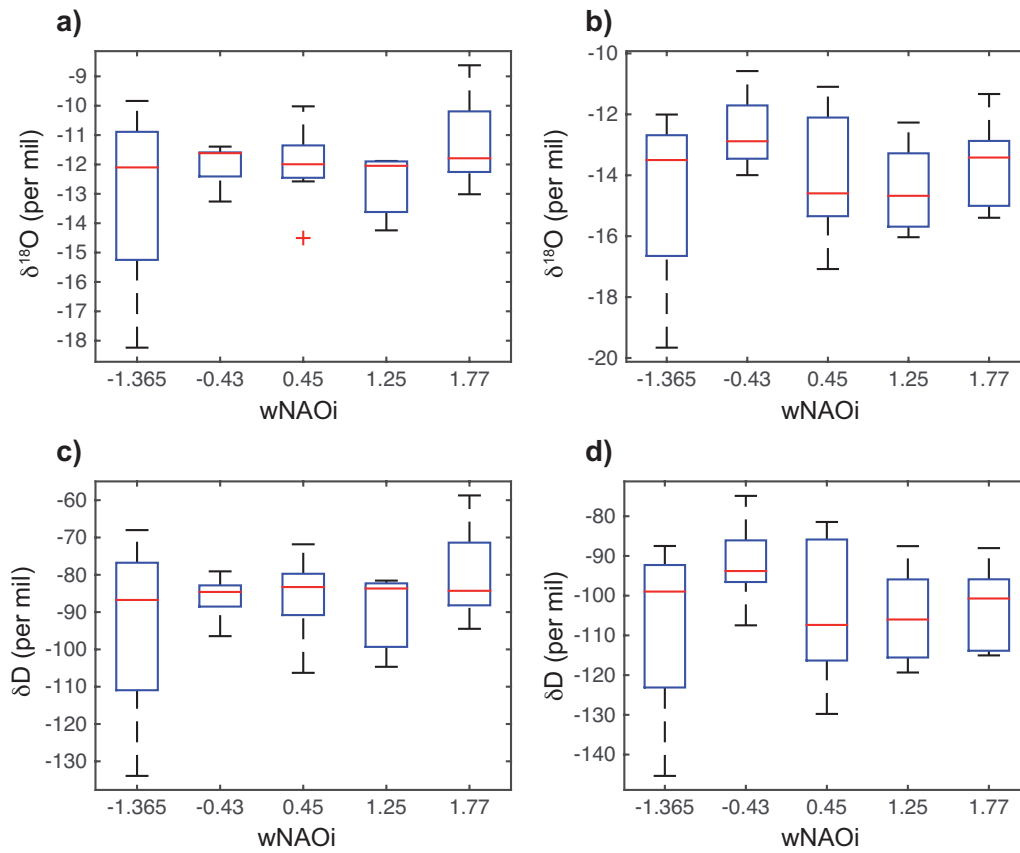 a)
δ18O (per mil)
-9
-10
-11
-12
-13
-14
-15
-16
-17
-18
-1.365 -0.43 0.45 1.25 1.77
wNAOi
b)
δ18O (per mil)
-10
-12
-14
-16
-18
-20
-1.365 -0.43 0.45 1.25 1.77
wNAOi
c)
δD (per mil)
-60
-70
-80
-90
-100
-110
-120
-130
-1.365 -0.43 0.45 1.25 1.77
wNAOi
d)
δD (per mil)
-80
-90
-100
-110
-120
-130
-140
-1.365 -0.43 0.45 1.25 1.77
wNAOi